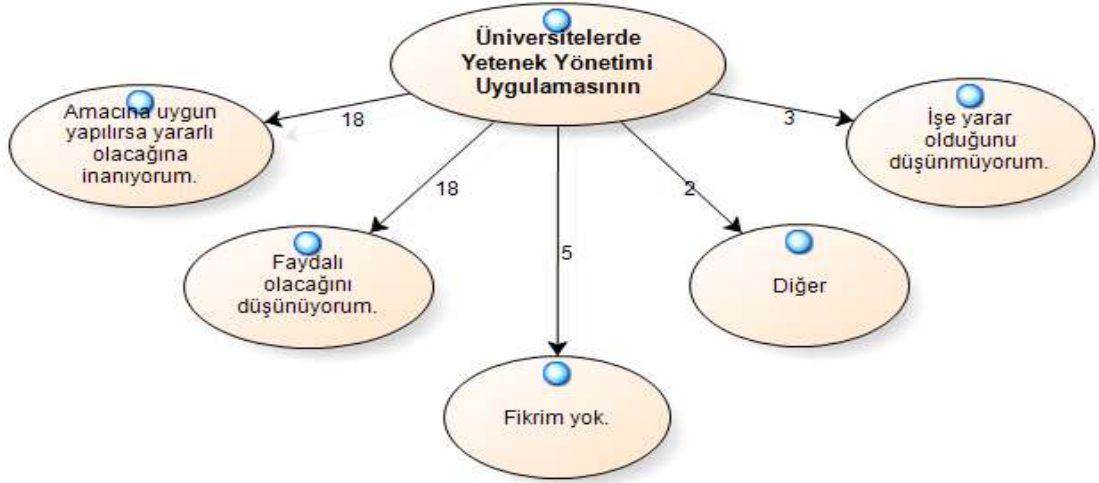 Üniversitelerde
Yetenek Yönetimi
Uygulamasının
Amacına uygun
yapılırsa yararlı
olacağına
inanıyorum.
18
Faydalı
olacağını
düşünüyorum.
18
Fikrim yok.
5
Diğer
2
İşe yarar
olduğunu
düşünmüyorum.
3